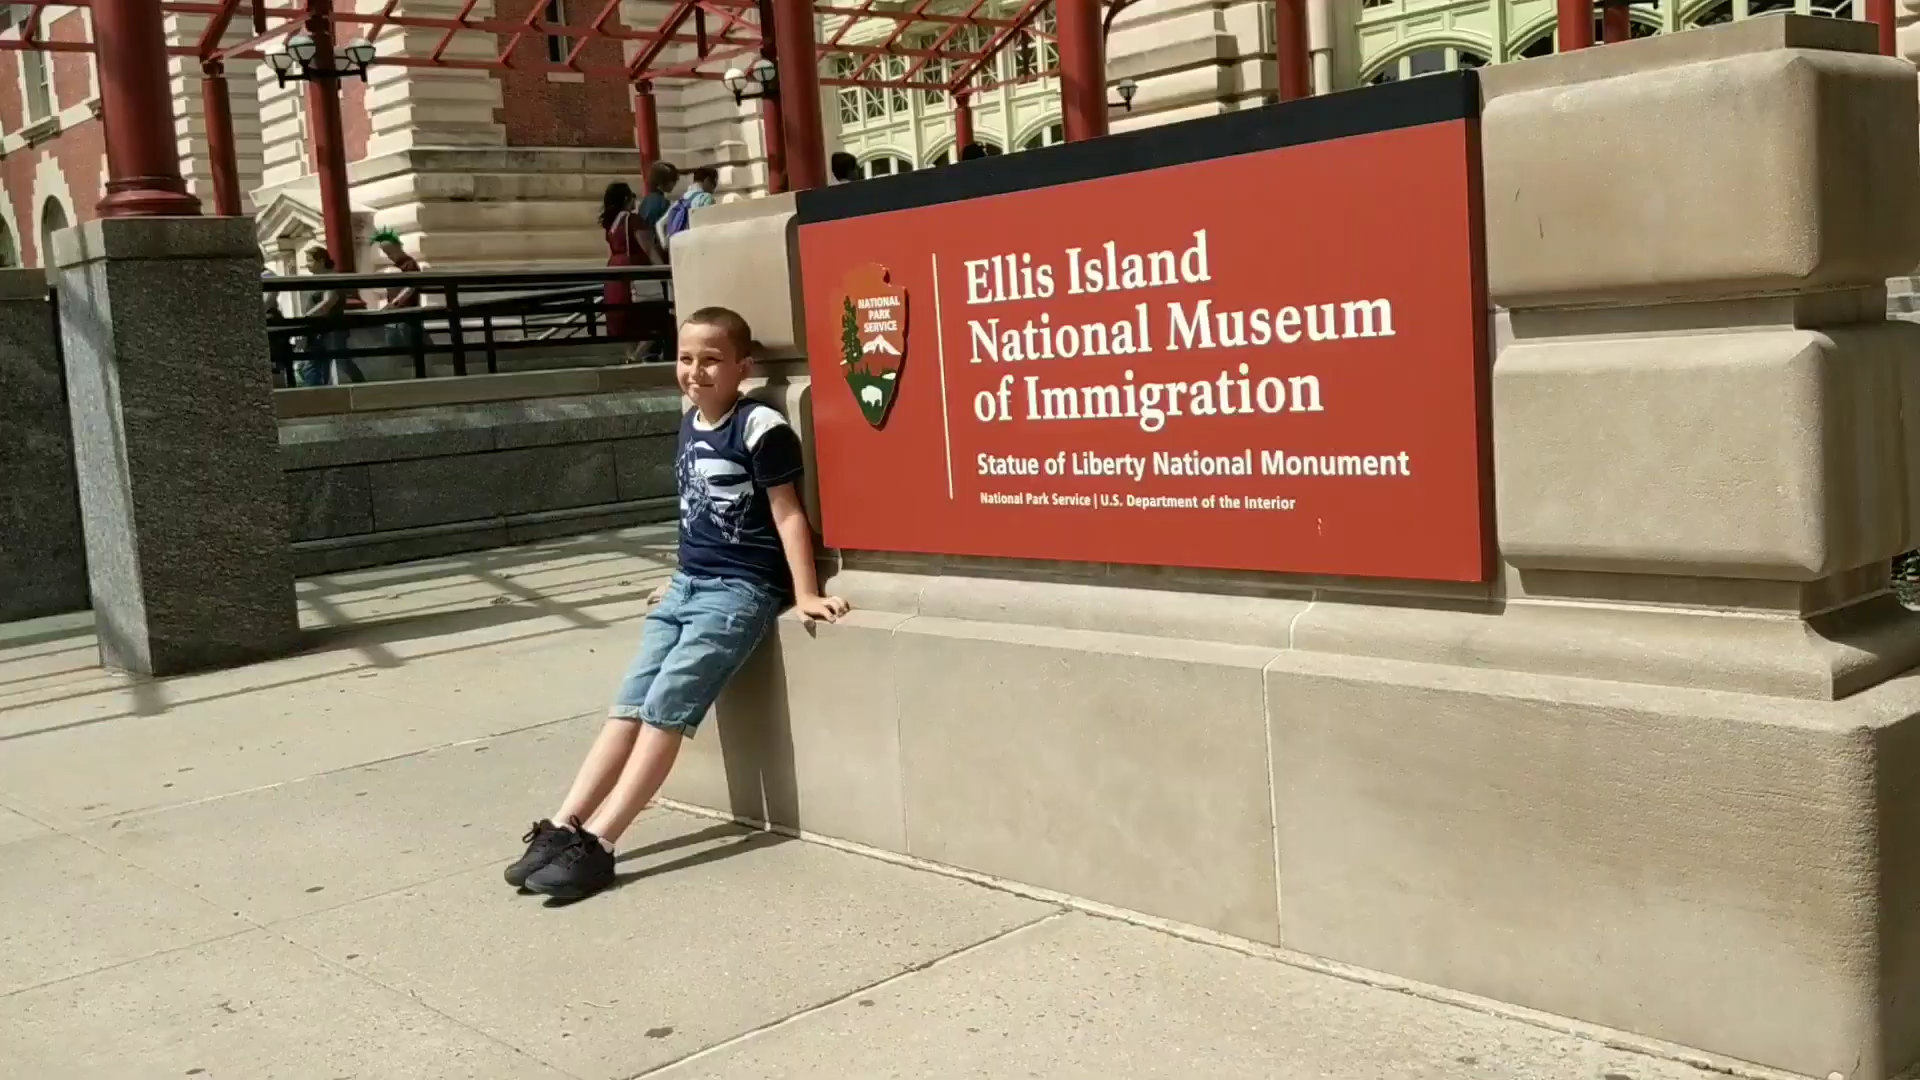 NATIONAL
PARK
SERVICE
Ellis Island
National Museum
of Immigration
Statue of Liberty National Monument
National Park Service | U.S. Department of the Interior